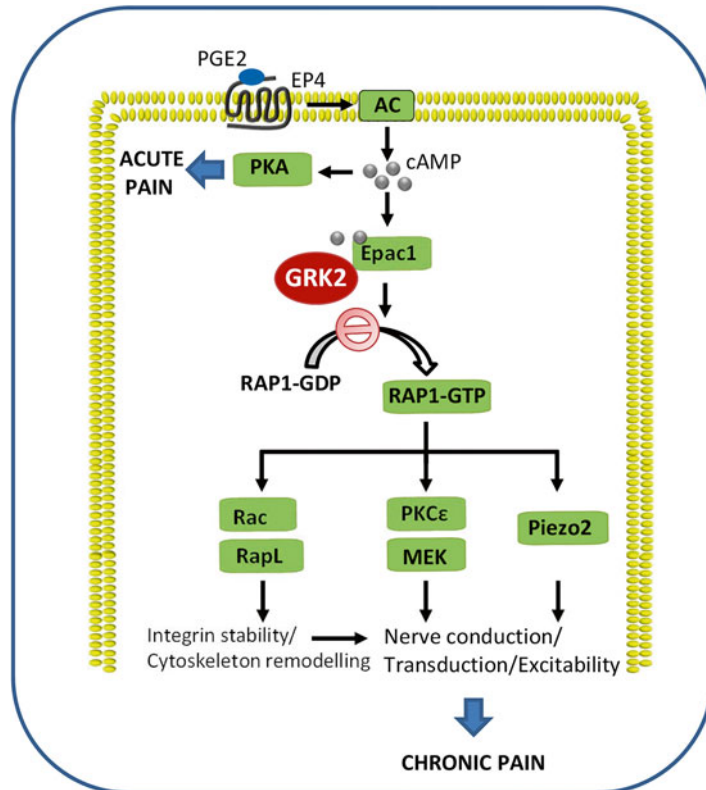 PGE2
EP4
AC
cAMP
PKA
ACUTE
PAIN
Epac1
GRK2
RAP1-GDP
RAP1-GTP
Rac
RapL
PKCε
MEK
Piezo2
Integrin stability/
Cytoskeleton remodelling
Nerve conduction/
Transduction/Excitability
CHRONIC PAIN